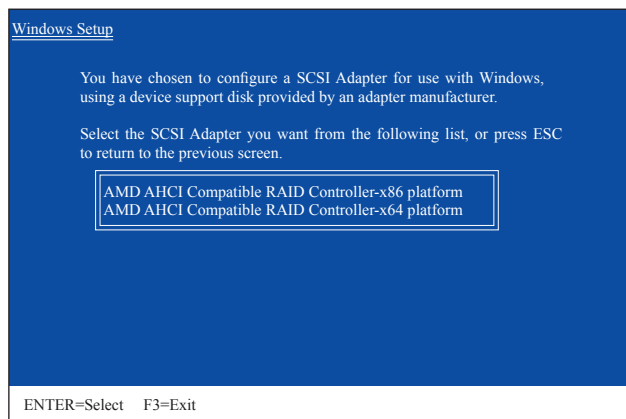 Windows Setup
You have chosen to configure a SCSI Adapter for use with Windows,
using a device support disk provided by an adapter manufacturer.
Select the SCSI Adapter you want from the following list, or press ESC
to return to the previous screen.
AMD AHCI Compatible RAID Controller-x86 platform
AMD AHCI Compatible RAID Controller-x64 platform
ENTER=Select F3=Exit